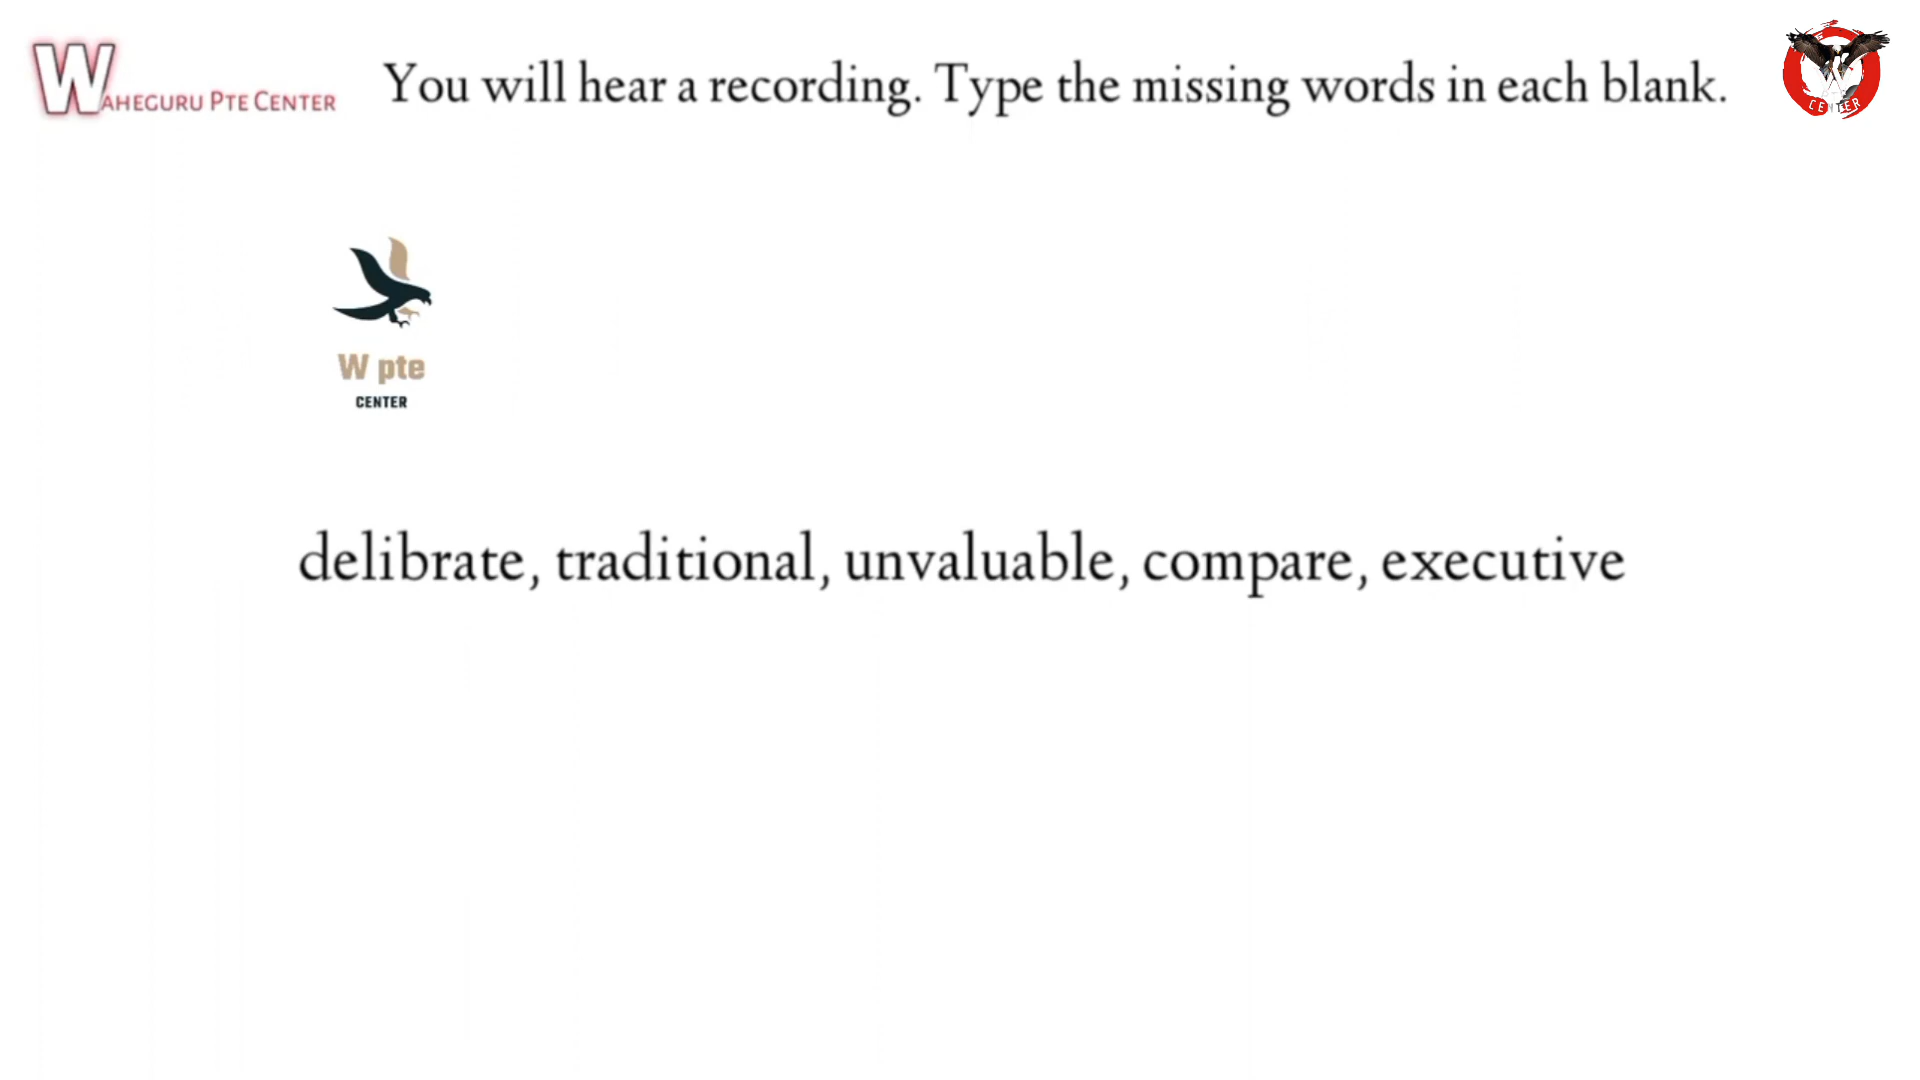 WAHEGURU PTE CENTER
You will hear a recording. Type the missing words in each blank.
CENTER
W pte
CENTER
delibrate, traditional, unvaluable, compare, executive